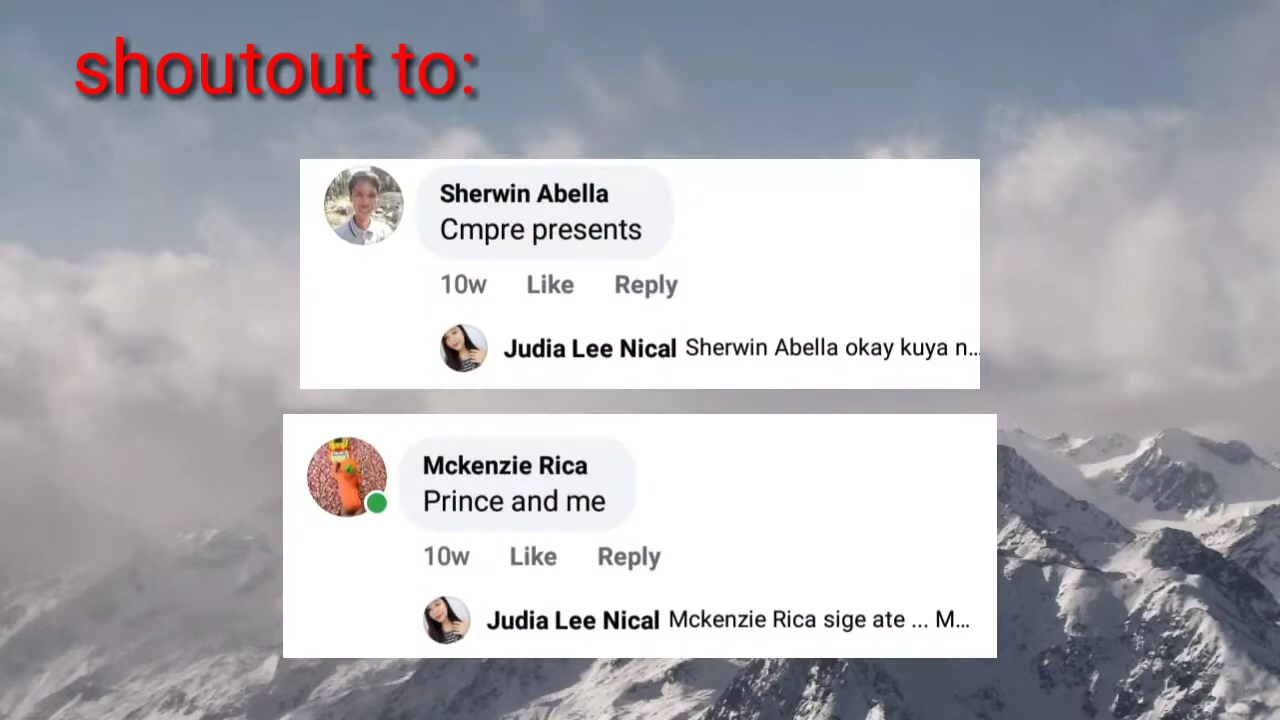 shoutout to:
Sherwin Abella
Cmpre presents
10w Like Reply
Judia Lee Nical Sherwin Abella okay kuya n...
Mckenzie Rica
Prince and me
10w Like Reply
Judia Lee Nical Mckenzie Rica sige ate ... M...